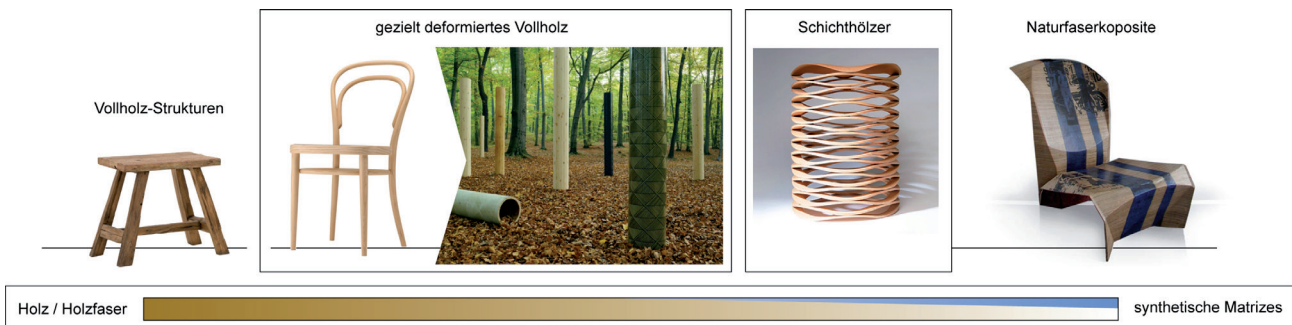 gezielt deformiertes Vollholz
Schichthölzer
Naturfaserkoposite
Vollholz-Strukturen
Holz / Holzfaser
synthetische Matrizes